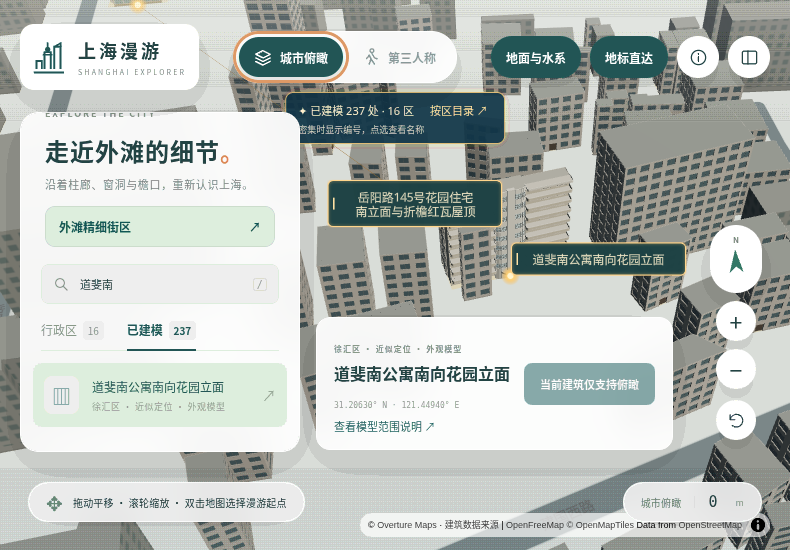 上海漫游
SHANGHAI EXPLORER
城市俯瞰
第三人称
地面与水系
地标直达
✦ 已建模 237 处 · 16 区 按区目录 ↗
密集时显示编号，点选查看名称
EXPLORE THE CITY
走近外滩的细节。
沿着柱廊、窗洞与檐口，重新认识上海。
外滩精细街区 ↗
道斐南 /
行政区 16 已建模 237
道斐南公寓南向花园立面 ↗
徐汇区 · 近似定位 · 外观模型
岳阳路145号花园住宅
南立面与折檐红瓦屋顶
道斐南公寓南向花园立面
N
徐汇区 · 近似定位 · 外观模型
道斐南公寓南向花园立面
当前建筑仅支持俯瞰
31.20630° N · 121.44940° E
查看模型范围说明 ↗
拖动平移 · 滚轮缩放 · 双击地图选择漫游起点
城市俯瞰 0 m
© Overture Maps · 建筑数据来源 | OpenFreeMap © OpenMapTiles Data from OpenStreetMap